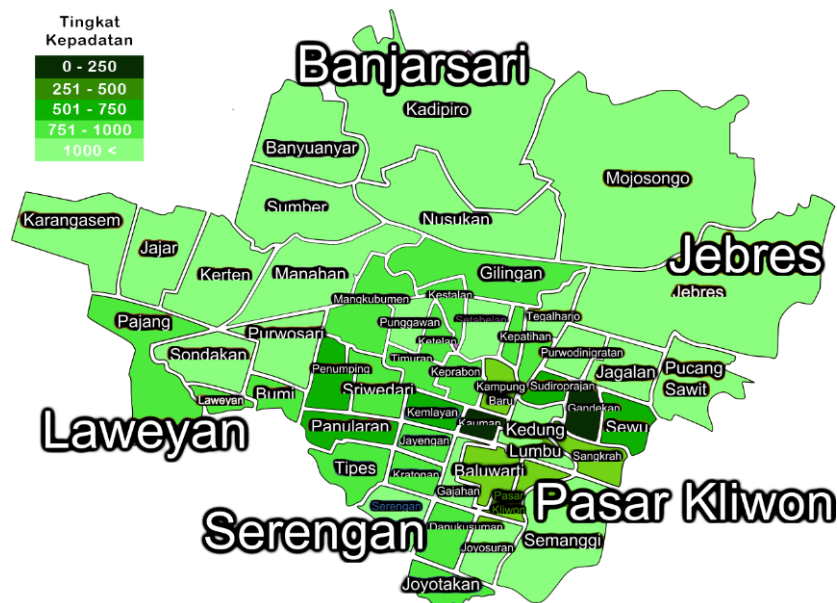 Tingkat
Kepadatan
0 - 250
251 - 500
501 - 750
751 - 1000
1000 <
Banjarsari
Kadipiro
Banyuanyar
Mojosongo
Sumber
Nusukan
Karangasem
Jajar
Kerten
Manahan
Gilingan
Jebres
Jebres
Mangkubumen
Kestalan
Pajang
Punggawan
Setabelan
Tegalharjo
Purwosari
Ketelan
Kepatihan
Sondakan
Timuran
Purwodinigratan
Penumping
Sriwedari
Keprabon
Kampung
Baru
Sudiroprajan
Jagalan
Pucang
Sawit
Laweyan
Bumi
Kemlayan
Kauman
Gandekan
Laweyan
Panularan
Jayengan
Kedung
Lumbu
Sewu
Tipes
Kratonan
Baluwarti
Sangkrah
Gajahan
Pasar
Kliwon
Pasar Kliwon
Serengan
Serengan
Danukusuman
Joyosuran
Semanggi
Joyotakan